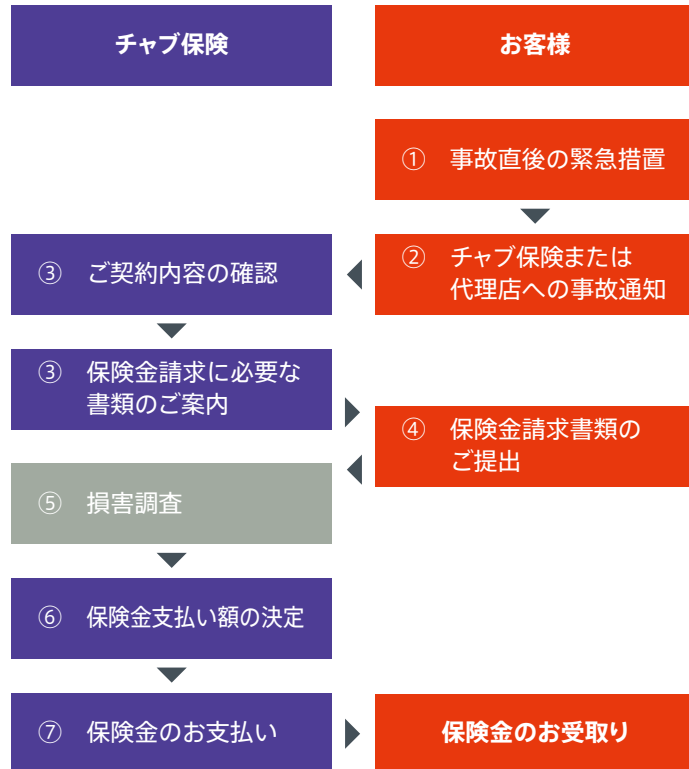 チャブ保険
お客様
① 事故直後の緊急措置
② チャブ保険または
代理店への事故通知
③ ご契約内容の確認
③ 保険金請求に必要な
書類のご案内
④ 保険金請求書類の
ご提出
⑤ 損害調査
⑥ 保険金支払い額の決定
⑦ 保険金のお支払い
保険金のお受取り